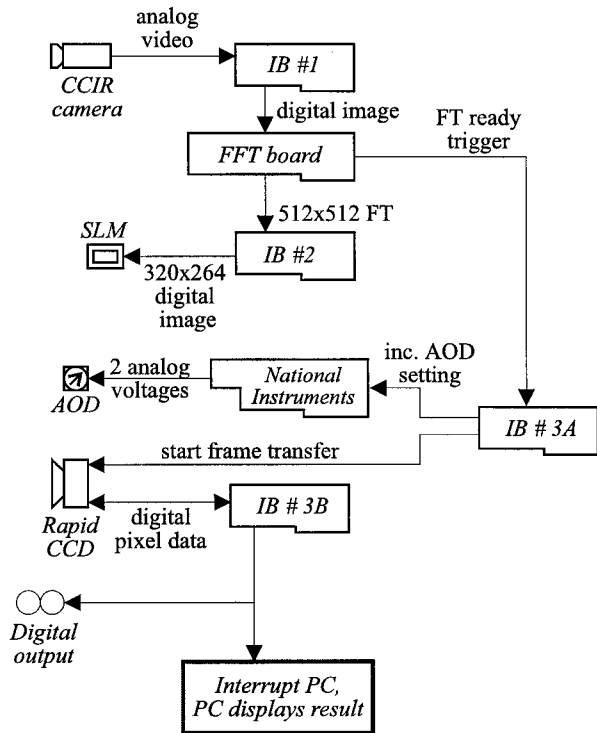 analog
video
CCIR
camera
IB #1
digital image
FFT board
FT ready
trigger
512x512 FT
SLM
IB #2
320x264
digital
image
inc. AOD
setting
2 analog
voltages
AOD
National
Instruments
IB # 3A
start frame transfer
Rapid
CCD
digital
pixel data
IB # 3B
Digital
output
Interrupt PC,
PC displays result